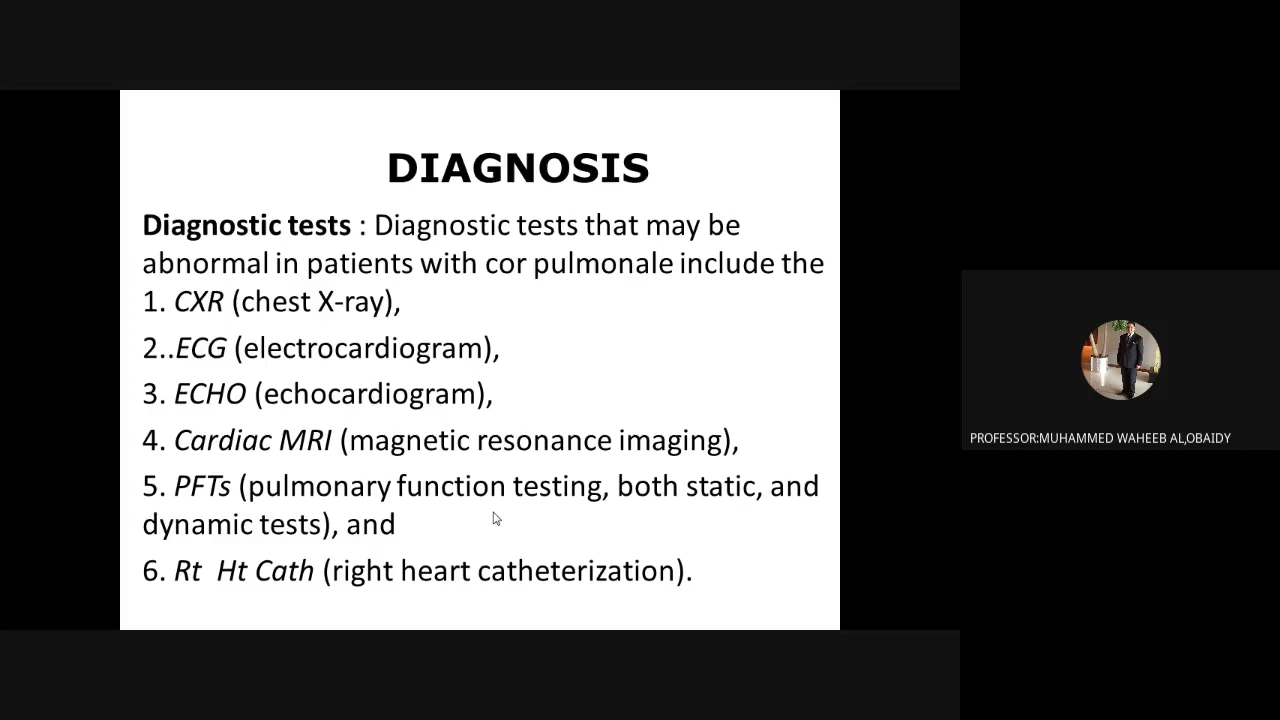 DIAGNOSIS
Diagnostic tests : Diagnostic tests that may be
abnormal in patients with cor pulmonale include the
1. CXR (chest X-ray),
2..ECG (electrocardiogram),
3. ECHO (echocardiogram),
4. Cardiac MRI (magnetic resonance imaging),
5. PFTs (pulmonary function testing, both static, and
dynamic tests), and
6. Rt  Ht Cath (right heart catheterization).
PROFESSOR:MUHAMMED WAHEEB AL,OBAIDY